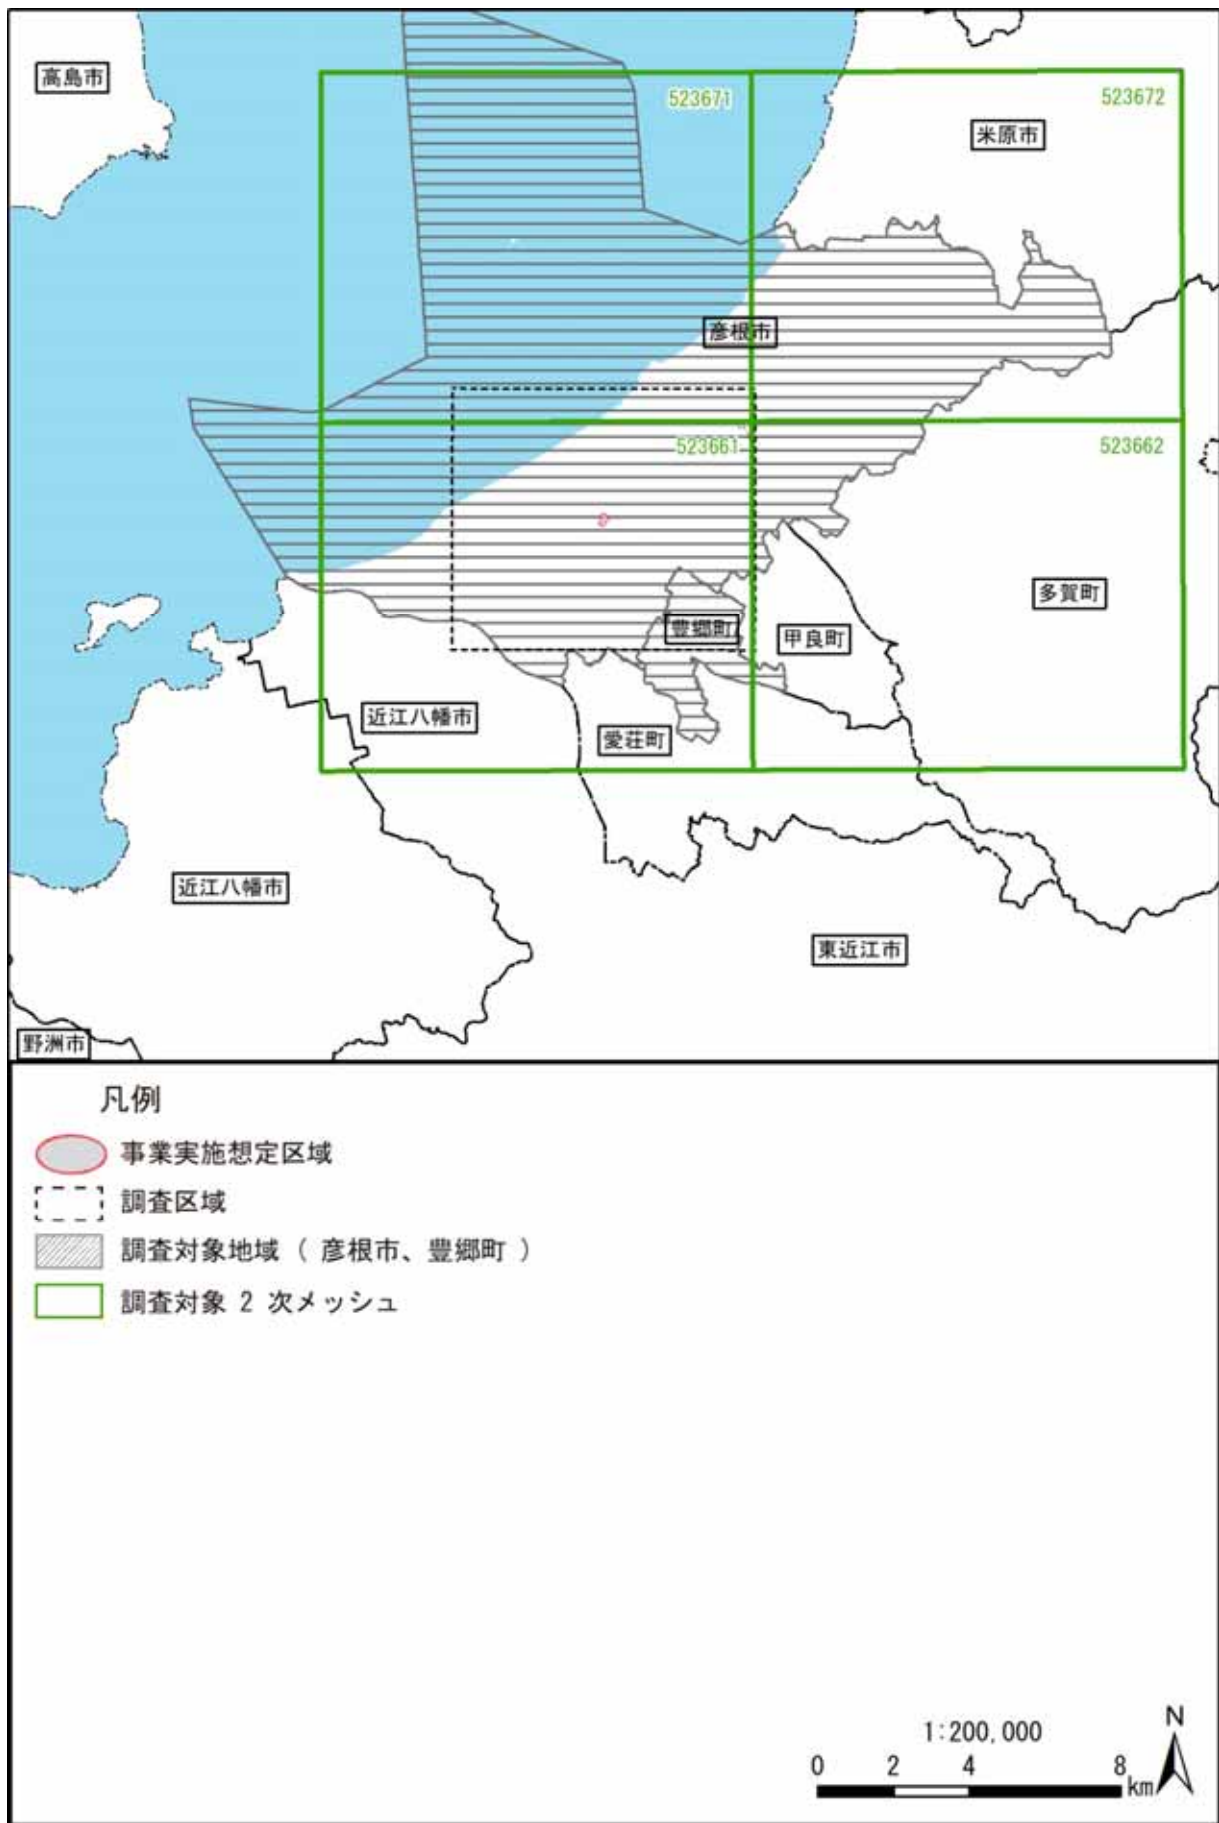 高島市
523671
523672
米原市
彦根市
523661
523662
多賀町
豊郷町
甲良町
近江八幡市
愛荘町
近江八幡市
東近江市
野洲市
凡例
事業実施想定区域
調査区域
調査対象地域（ 彦根市、豊郷町 ）
調査対象 2 次メッシュ
N
1:200,000
0 2 4 8
km